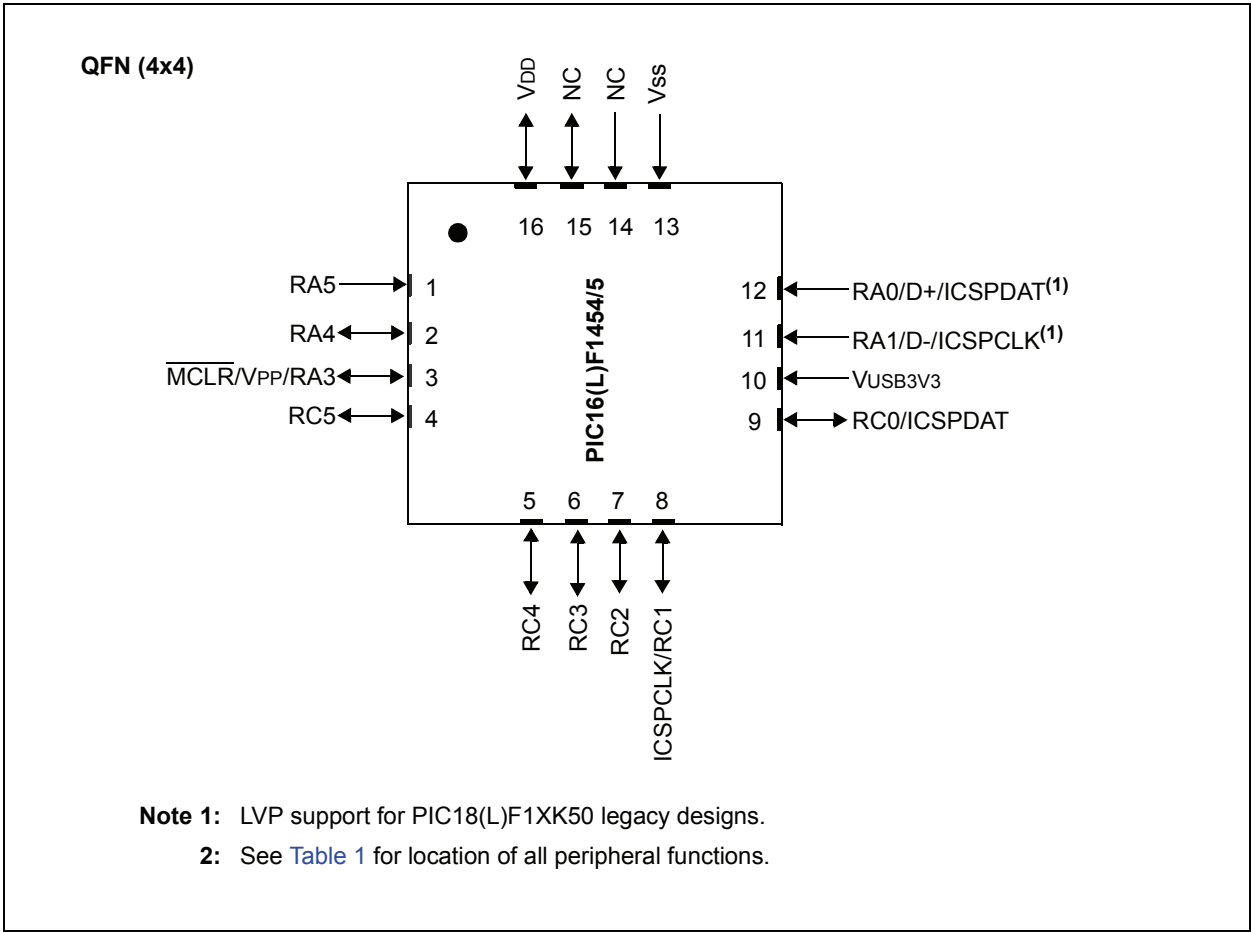 QFN (4x4)
VDD
NC
NC
Vss
16 15 14 13
RA5
1
RA4
2
MCLR/VPP/RA3
3
RC5
4
PIC16(L)F1454/5
12
RA0/D+/ICSPDAT(1)
11
RA1/D-/ICSPCLK(1)
10
VUSB3V3
9
RC0/ICSPDAT
5 6 7 8
RC4
RC3
RC2
ICSPCLK/RC1
Note 1: LVP support for PIC18(L)F1XK50 legacy designs.
2: See Table 1 for location of all peripheral functions.